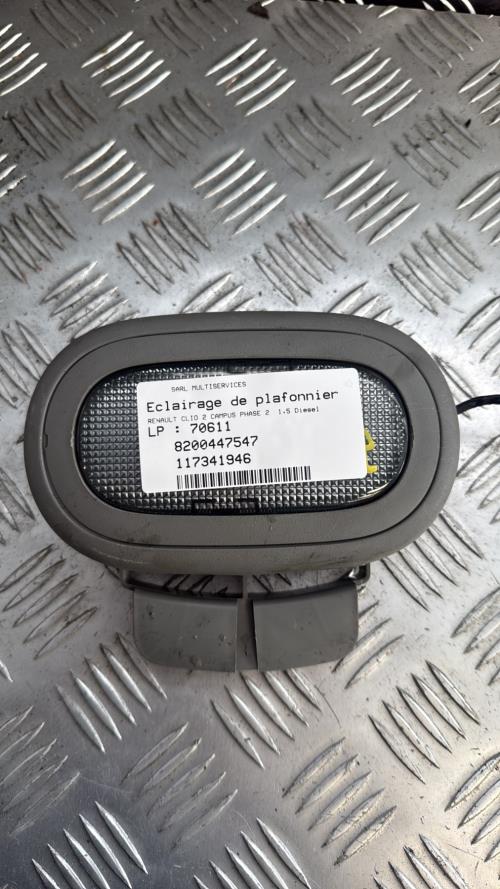 SARL MULTISERVICES
Eclairage de plafonnier
RENAULT CLIO 2 CAMPUS PHASE 2 1.5 Diesel
LP : 70611
8200447547
117341946